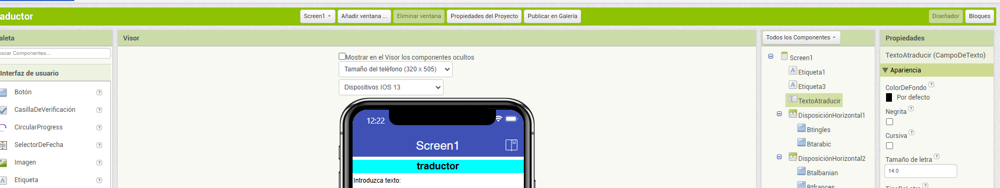 aductor
Screen1
Añadir ventana ...
Eliminar ventana
Propiedades del Proyecto
Publicar en Galería
Diseñador
Bloques
aleta
uscar Componentes...
Interfaz de usuario
Botón
CasillaDeVerificación
CircularProgress
SelectorDeFecha
2011
Imagen
Etiqueta
Visor
Mostrar en el Visor los componentes ocultos
Tamaño del teléfono (320 x 505)
Dispositivos IOS 13
12:22
Screen1
traductor
Introduzca texto:
Todos los Componentes
Screen1
Etiqueta1
Etiqueta3
TextoAtraducir
DisposiciónHorizontal1
Btingles
Btarabic
DisposiciónHorizontal2
Btalbanian
Btfrances
Propiedades
TextoAtraducir (CampoDeTexto)
Apariencia
ColorDeFondo
Por defecto
Negrita
Cursiva
Tamaño de letra
14.0
TipoDeLetra